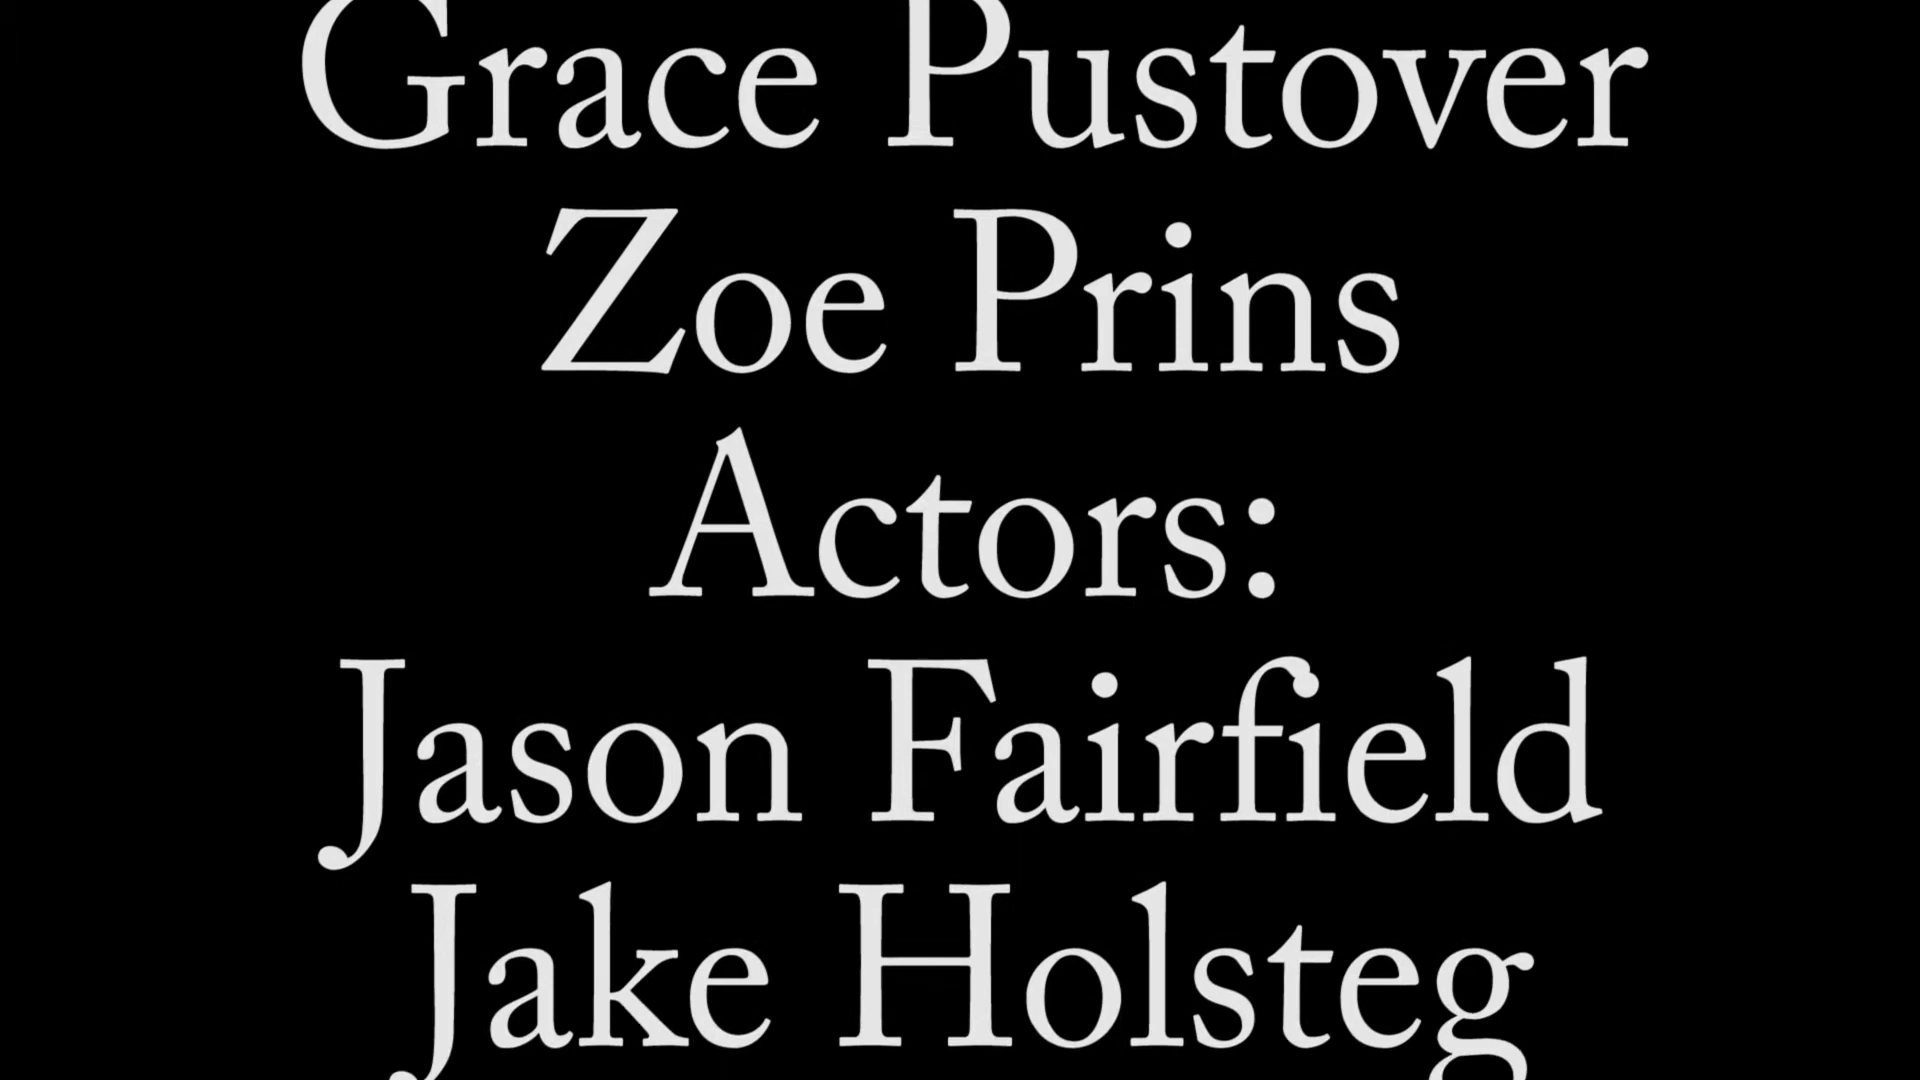 Grace Pustover
Zoe Prins
Actors:
Jason Fairfield
Jake Holsteg